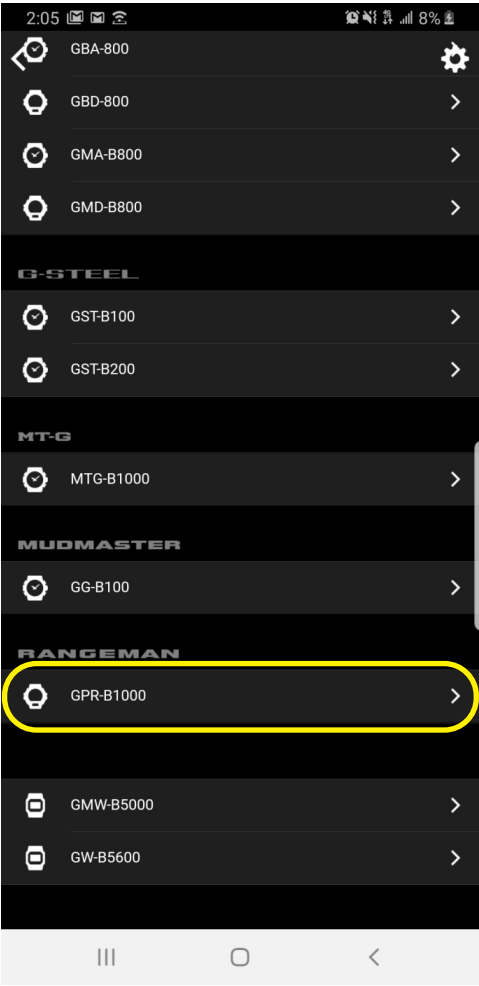 2:05 8%
GBA-800
GBD-800
GMA-B800
GMD-B800
G-STEEL
GST-B100
GST-B200
MT-G
MTG-B1000
MUDMASTER
GG-B100
RANGEMAN
GPR-B1000
GMW-B5000
GW-B5600